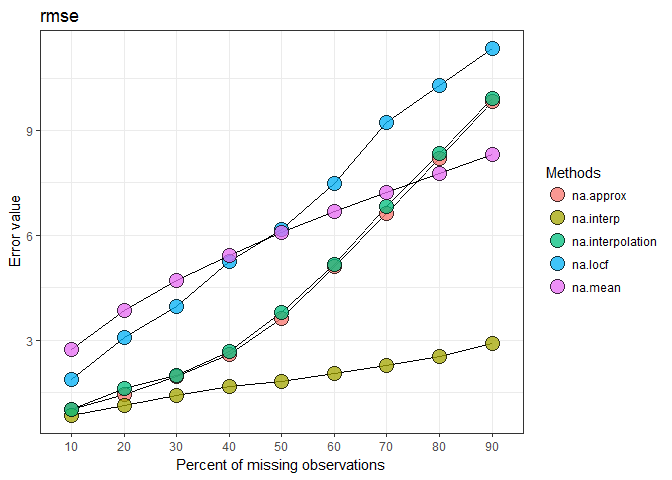 rmse
Error value
9
6
3
10 20 30 40 50 60 70 80 90
Percent of missing observations
Methods
na.approx
na.interp
na.interpolation
na.locf
na.mean